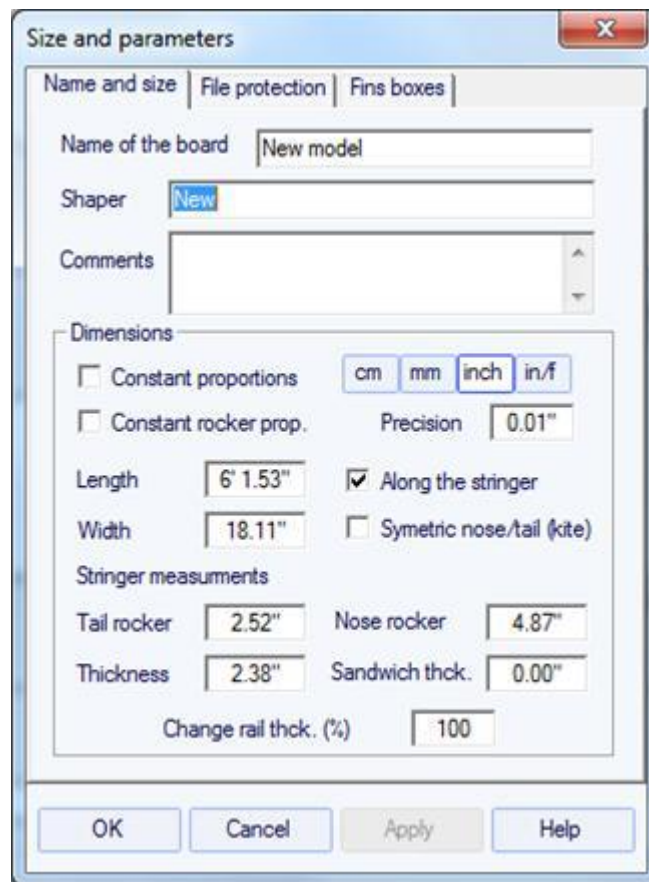 Size and parameters
Name and size File protection Fins boxes
Name of the board New model
Shaper New
Comments
Dimensions
Constant proportions cm mm inch in/f
Constant rocker prop. Precision 0.01"
Length 6' 1.53" Along the stringer
Width 18.11" Symetric nose/tail (kite)
Stringer measurments
Tail rocker 2.52" Nose rocker 4.87"
Thickness 2.38" Sandwich thck. 0.00"
Change rail thck. (%) 100
OK Cancel Apply Help